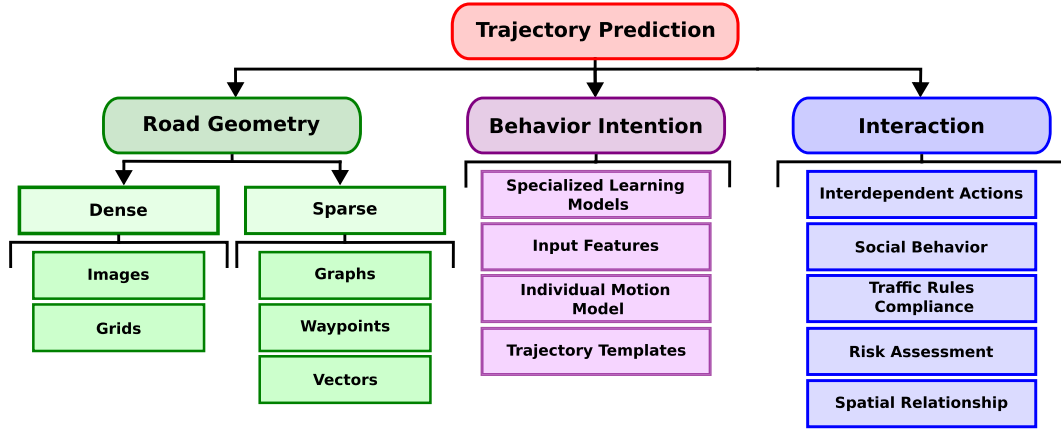 Trajectory Prediction
Road Geometry
Behavior Intention
Interaction
Dense
Sparse
Images
Grids
Graphs
Waypoints
Vectors
Specialized Learning
Models
Input Features
Individual Motion
Model
Trajectory Templates
Interdependent Actions
Social Behavior
Traffic Rules
Compliance
Risk Assessment
Spatial Relationship